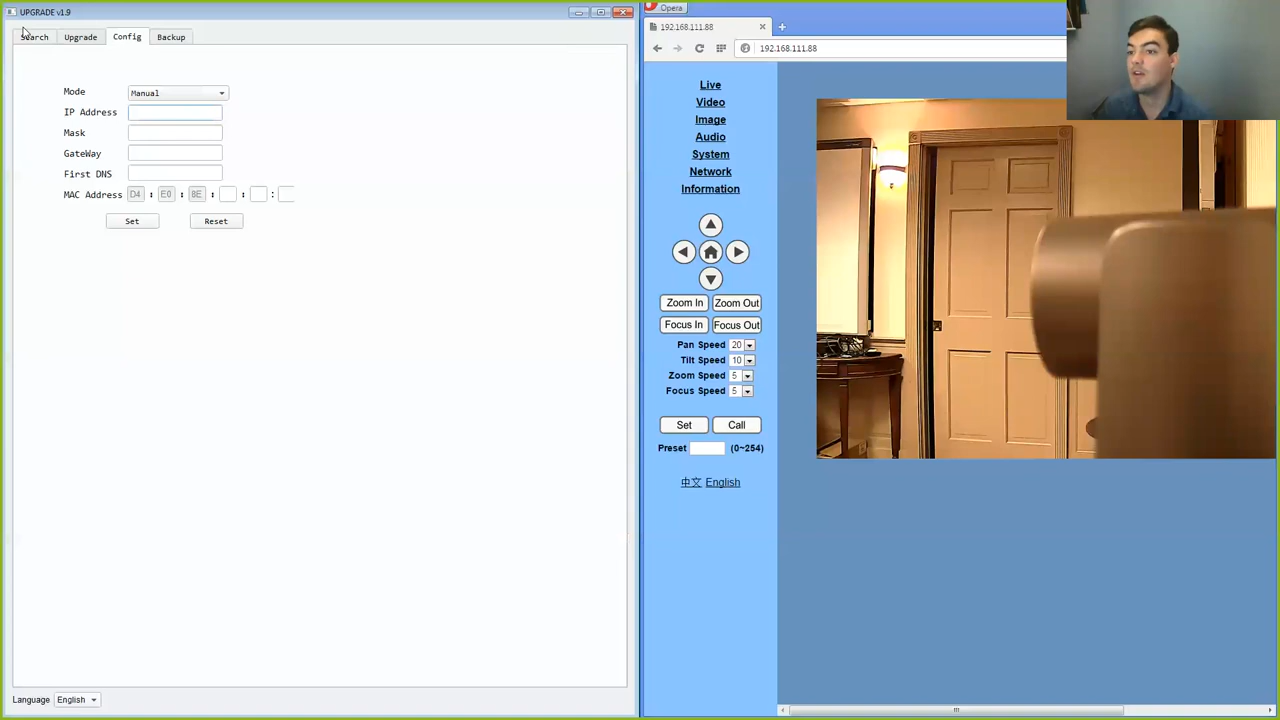 UPGRADE v1.9
Search Upgrade Config Backup
Mode Manual
IP Address
Mask
GateWay
First DNS
MAC Address D4 : E0 : 8E : : :
Set Reset
Language English
Opera
192.168.111.88
192.168.111.88
Live
Video
Image
Audio
System
Network
Information
Zoom In Zoom Out
Focus In Focus Out
Pan Speed 20
Tilt Speed 10
Zoom Speed 5
Focus Speed 5
Set Call
Preset (0~254)
中文 English